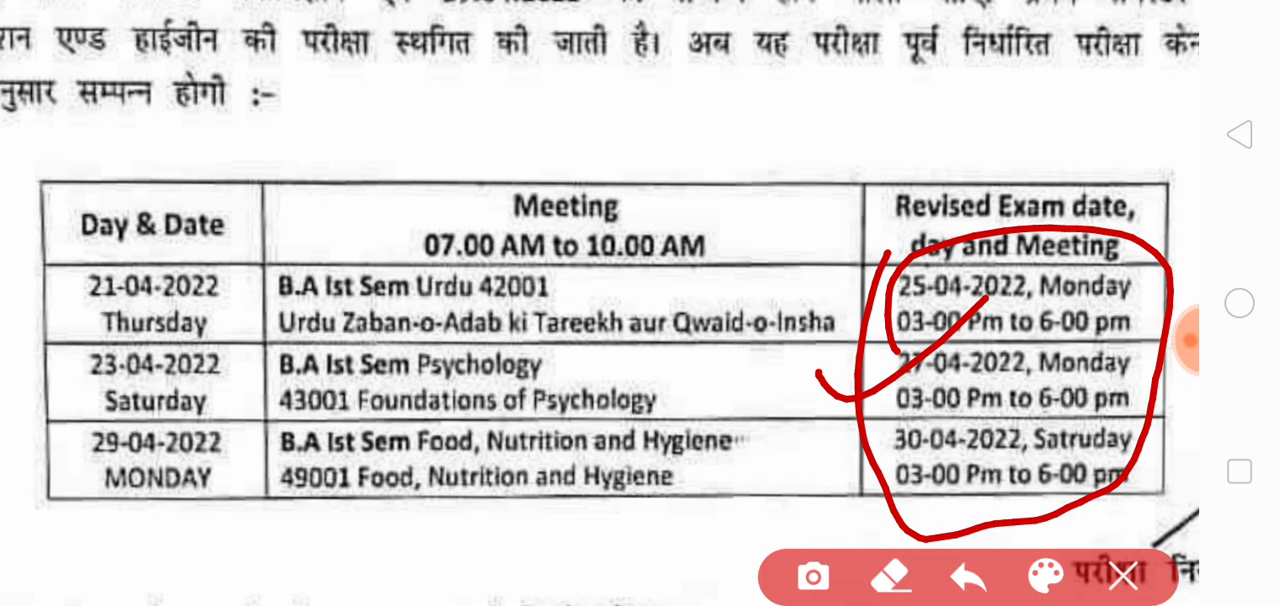 एण्ड हाईजीन की परीक्षा स्थगित की जाती है। अब यह परीक्षा पूर्व निर्धारित परीक्षा
सम्पन्न होगी :-
Day & Date
Meeting
07.00 AM to 10.00 AM
Revised Exam date,
day and Meeting
21-04-2022
Thursday
B.A Ist Sem Urdu 42001
Urdu Zaban-o-Adab ki Tareekh aur Qwaid-o-Insha
25-04-2022, Monday
03-00 Pm to 6-00 pm
23-04-2022
Saturday
B.A Ist Sem Psychology
43001 Foundations of Psychology
27-04-2022, Monday
03-00 Pm to 6-00 pm
29-04-2022
MONDAY
B.A Ist Sem Food, Nutrition and Hygiene
49001 Food, Nutrition and Hygiene
30-04-2022, Satruday
03-00 Pm to 6-00 pm
परीक्षा